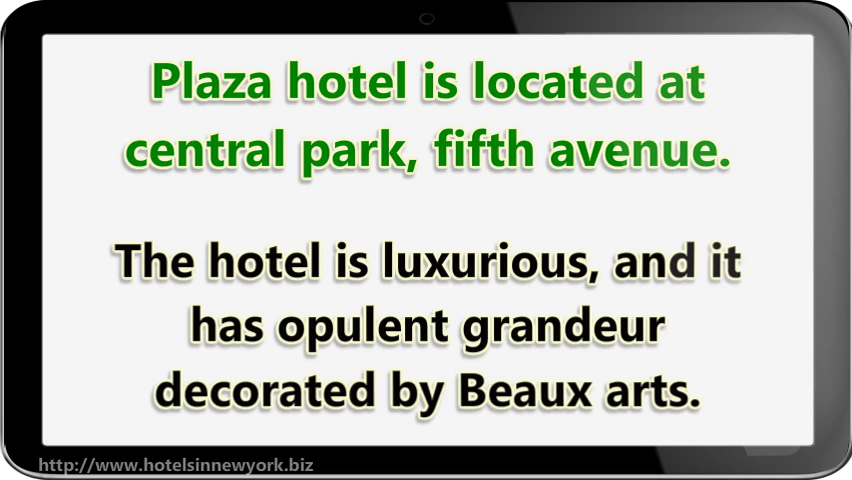 Plaza hotel is located at
central park, fifth avenue.
The hotel is luxurious, and it
has opulent grandeur
decorated by Beaux arts.
http://www.hotelsinnewyork.biz